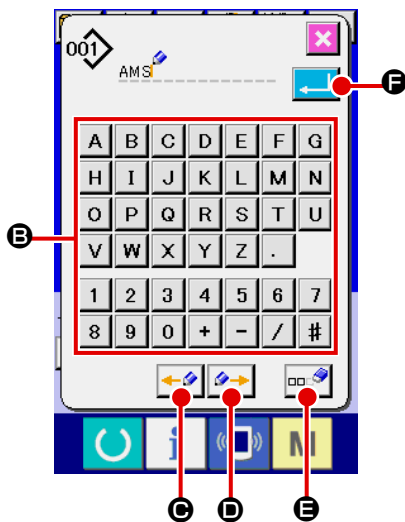 001
AMS
F
A B C D E F G
H I J K L M N
O P Q R S T U
B
V W X Y Z .
1 2 3 4 5 6 7
8 9 0 + - / #
i M
C D E